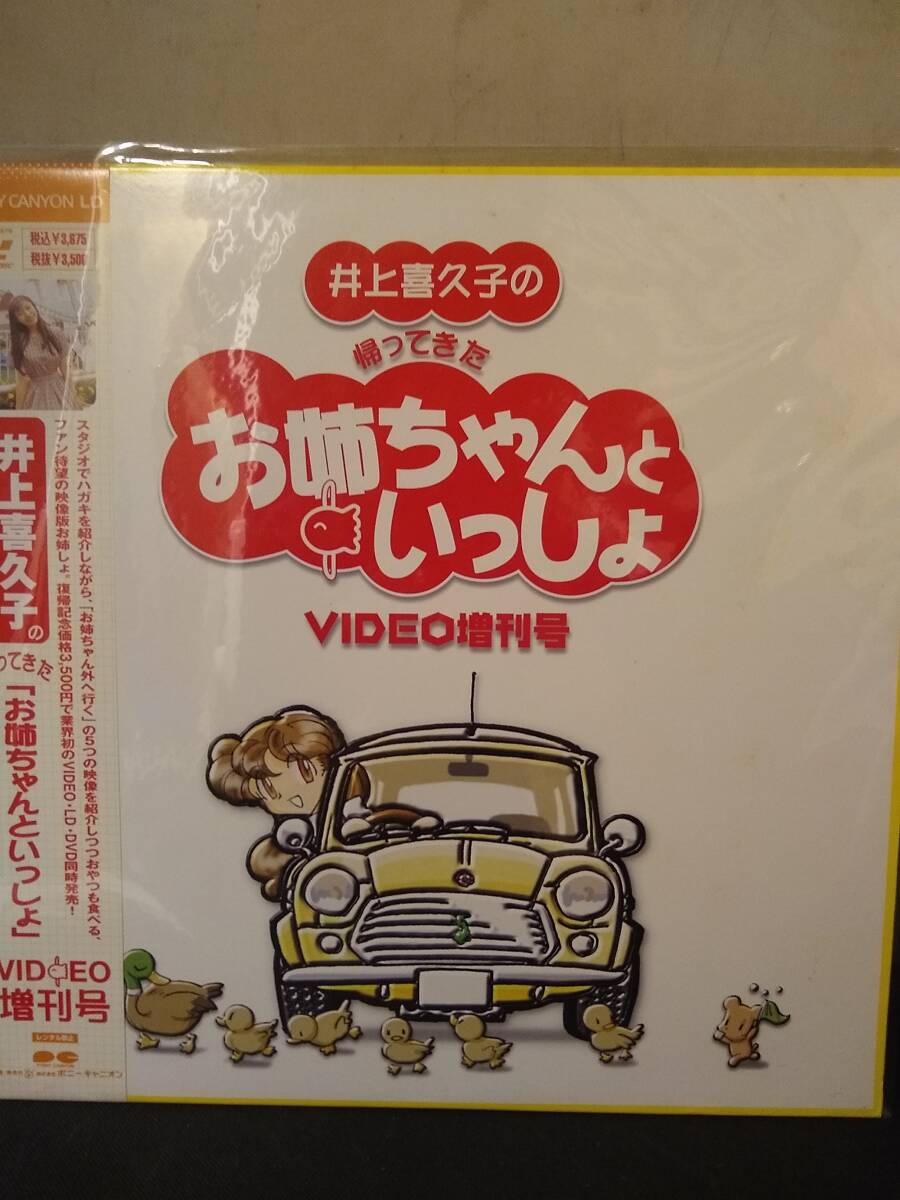 Y CANYON LD
税込¥3,675
税抜¥3,500
井上喜久子の
ってきた
「お姉ちゃんといっしょ」
VIDEO
増刊号
スタジオでハガキを紹介しながら、「お姉ちゃん外へ行く」の5つの映像を紹介しつつおやつも食べる、
ファン待望の映像版お姉しょ。復帰記念価格3,500円で業界初のVIDEO・LD・DVD同時発売！
レンタル禁止
PONY CANYON
株式会社 ポニーキャニオン
井上喜久子の
帰ってきた
お姉ちゃんと
いっしょ
VIDEO増刊号